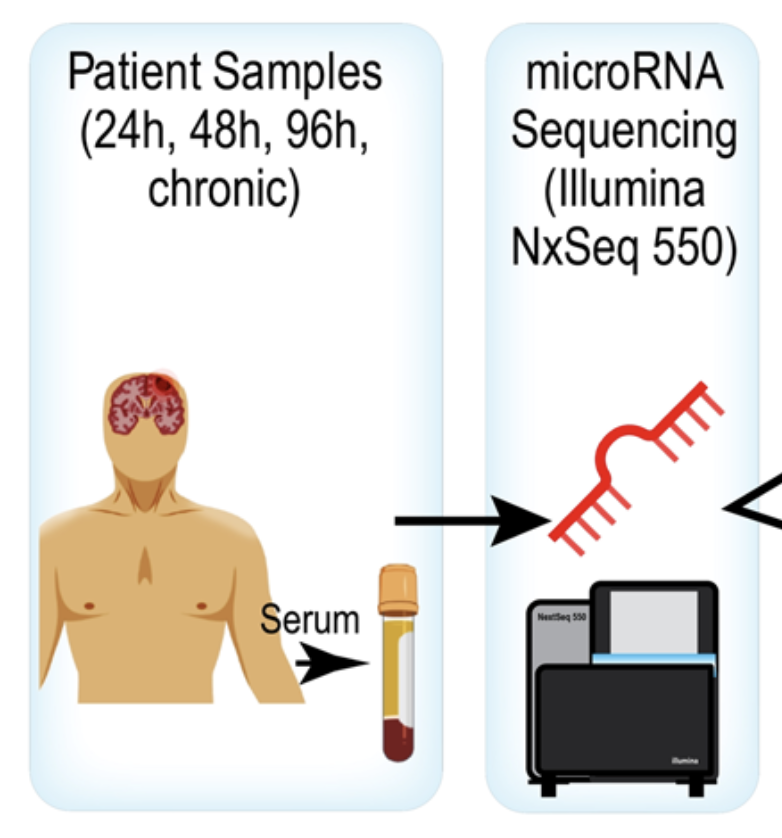 Patient Samples
(24h, 48h, 96h,
chronic)
Serum
microRNA
Sequencing
(Illumina
NxSeq 550)
NextSeq 550
illumina